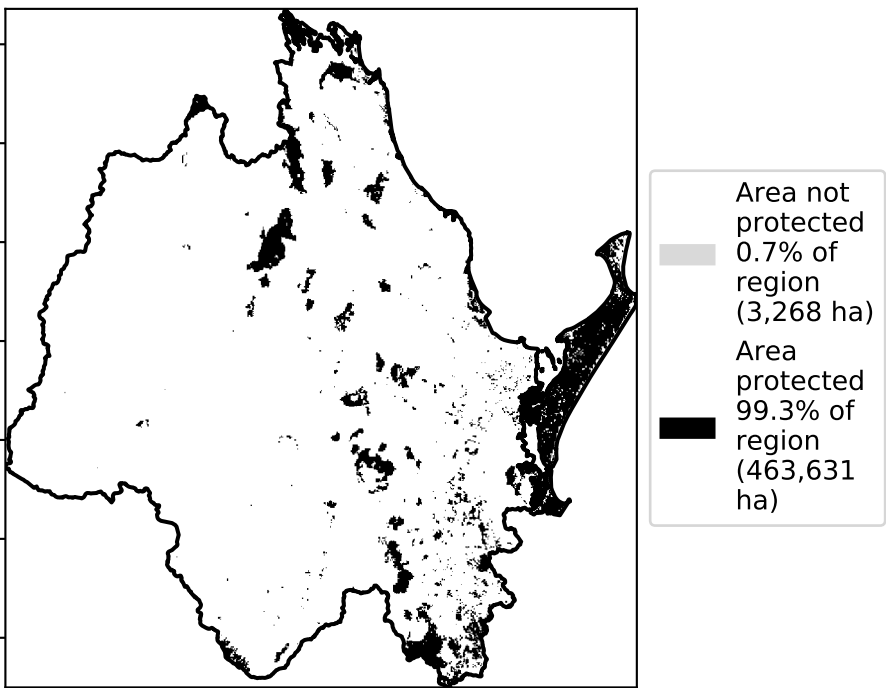 Area not
protected
0.7% of
region
(3,268 ha)
Area
protected
99.3% of
region
(463,631
ha)